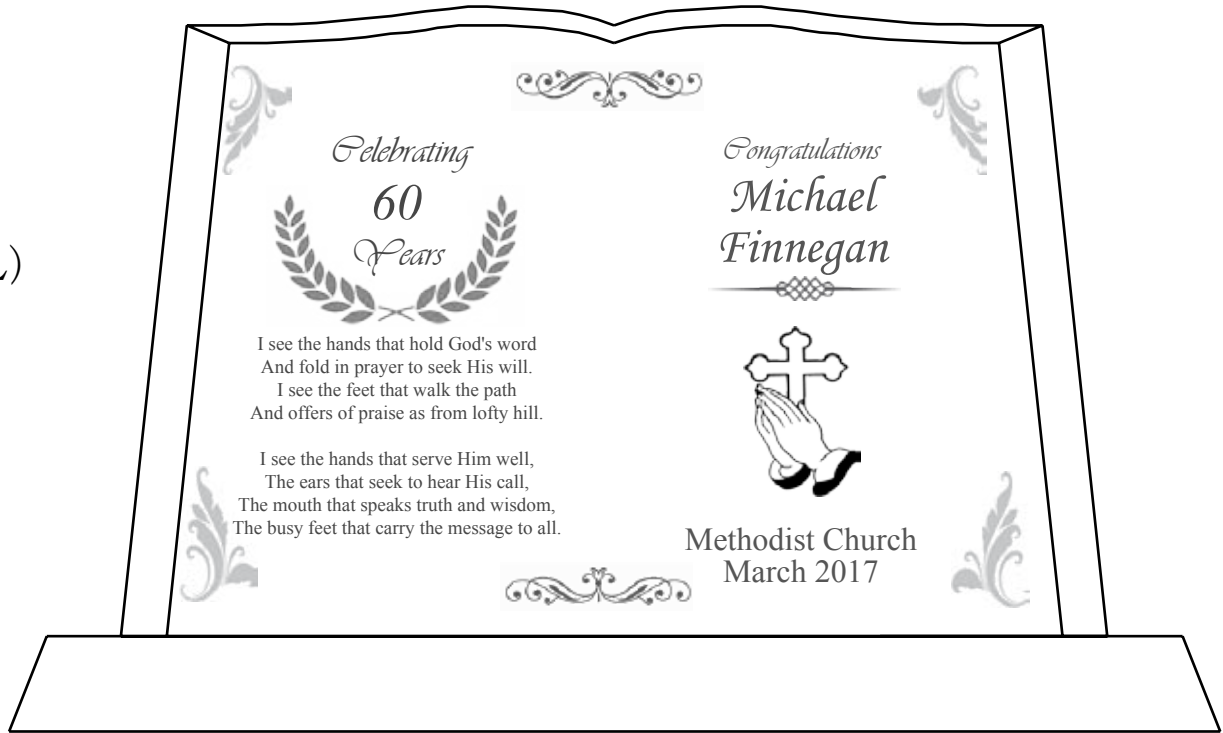 Celebrating
60
Years
I see the hands that hold God's word
And fold in prayer to seek His will.
I see the feet that walk the path
And offers of praise as from lofty hill.
I see the hands that serve Him well,
The ears that seek to hear His call,
The mouth that speaks truth and wisdom,
The busy feet that carry the message to all.
Congratulations
Michael
Finnegan
Methodist Church
March 2017